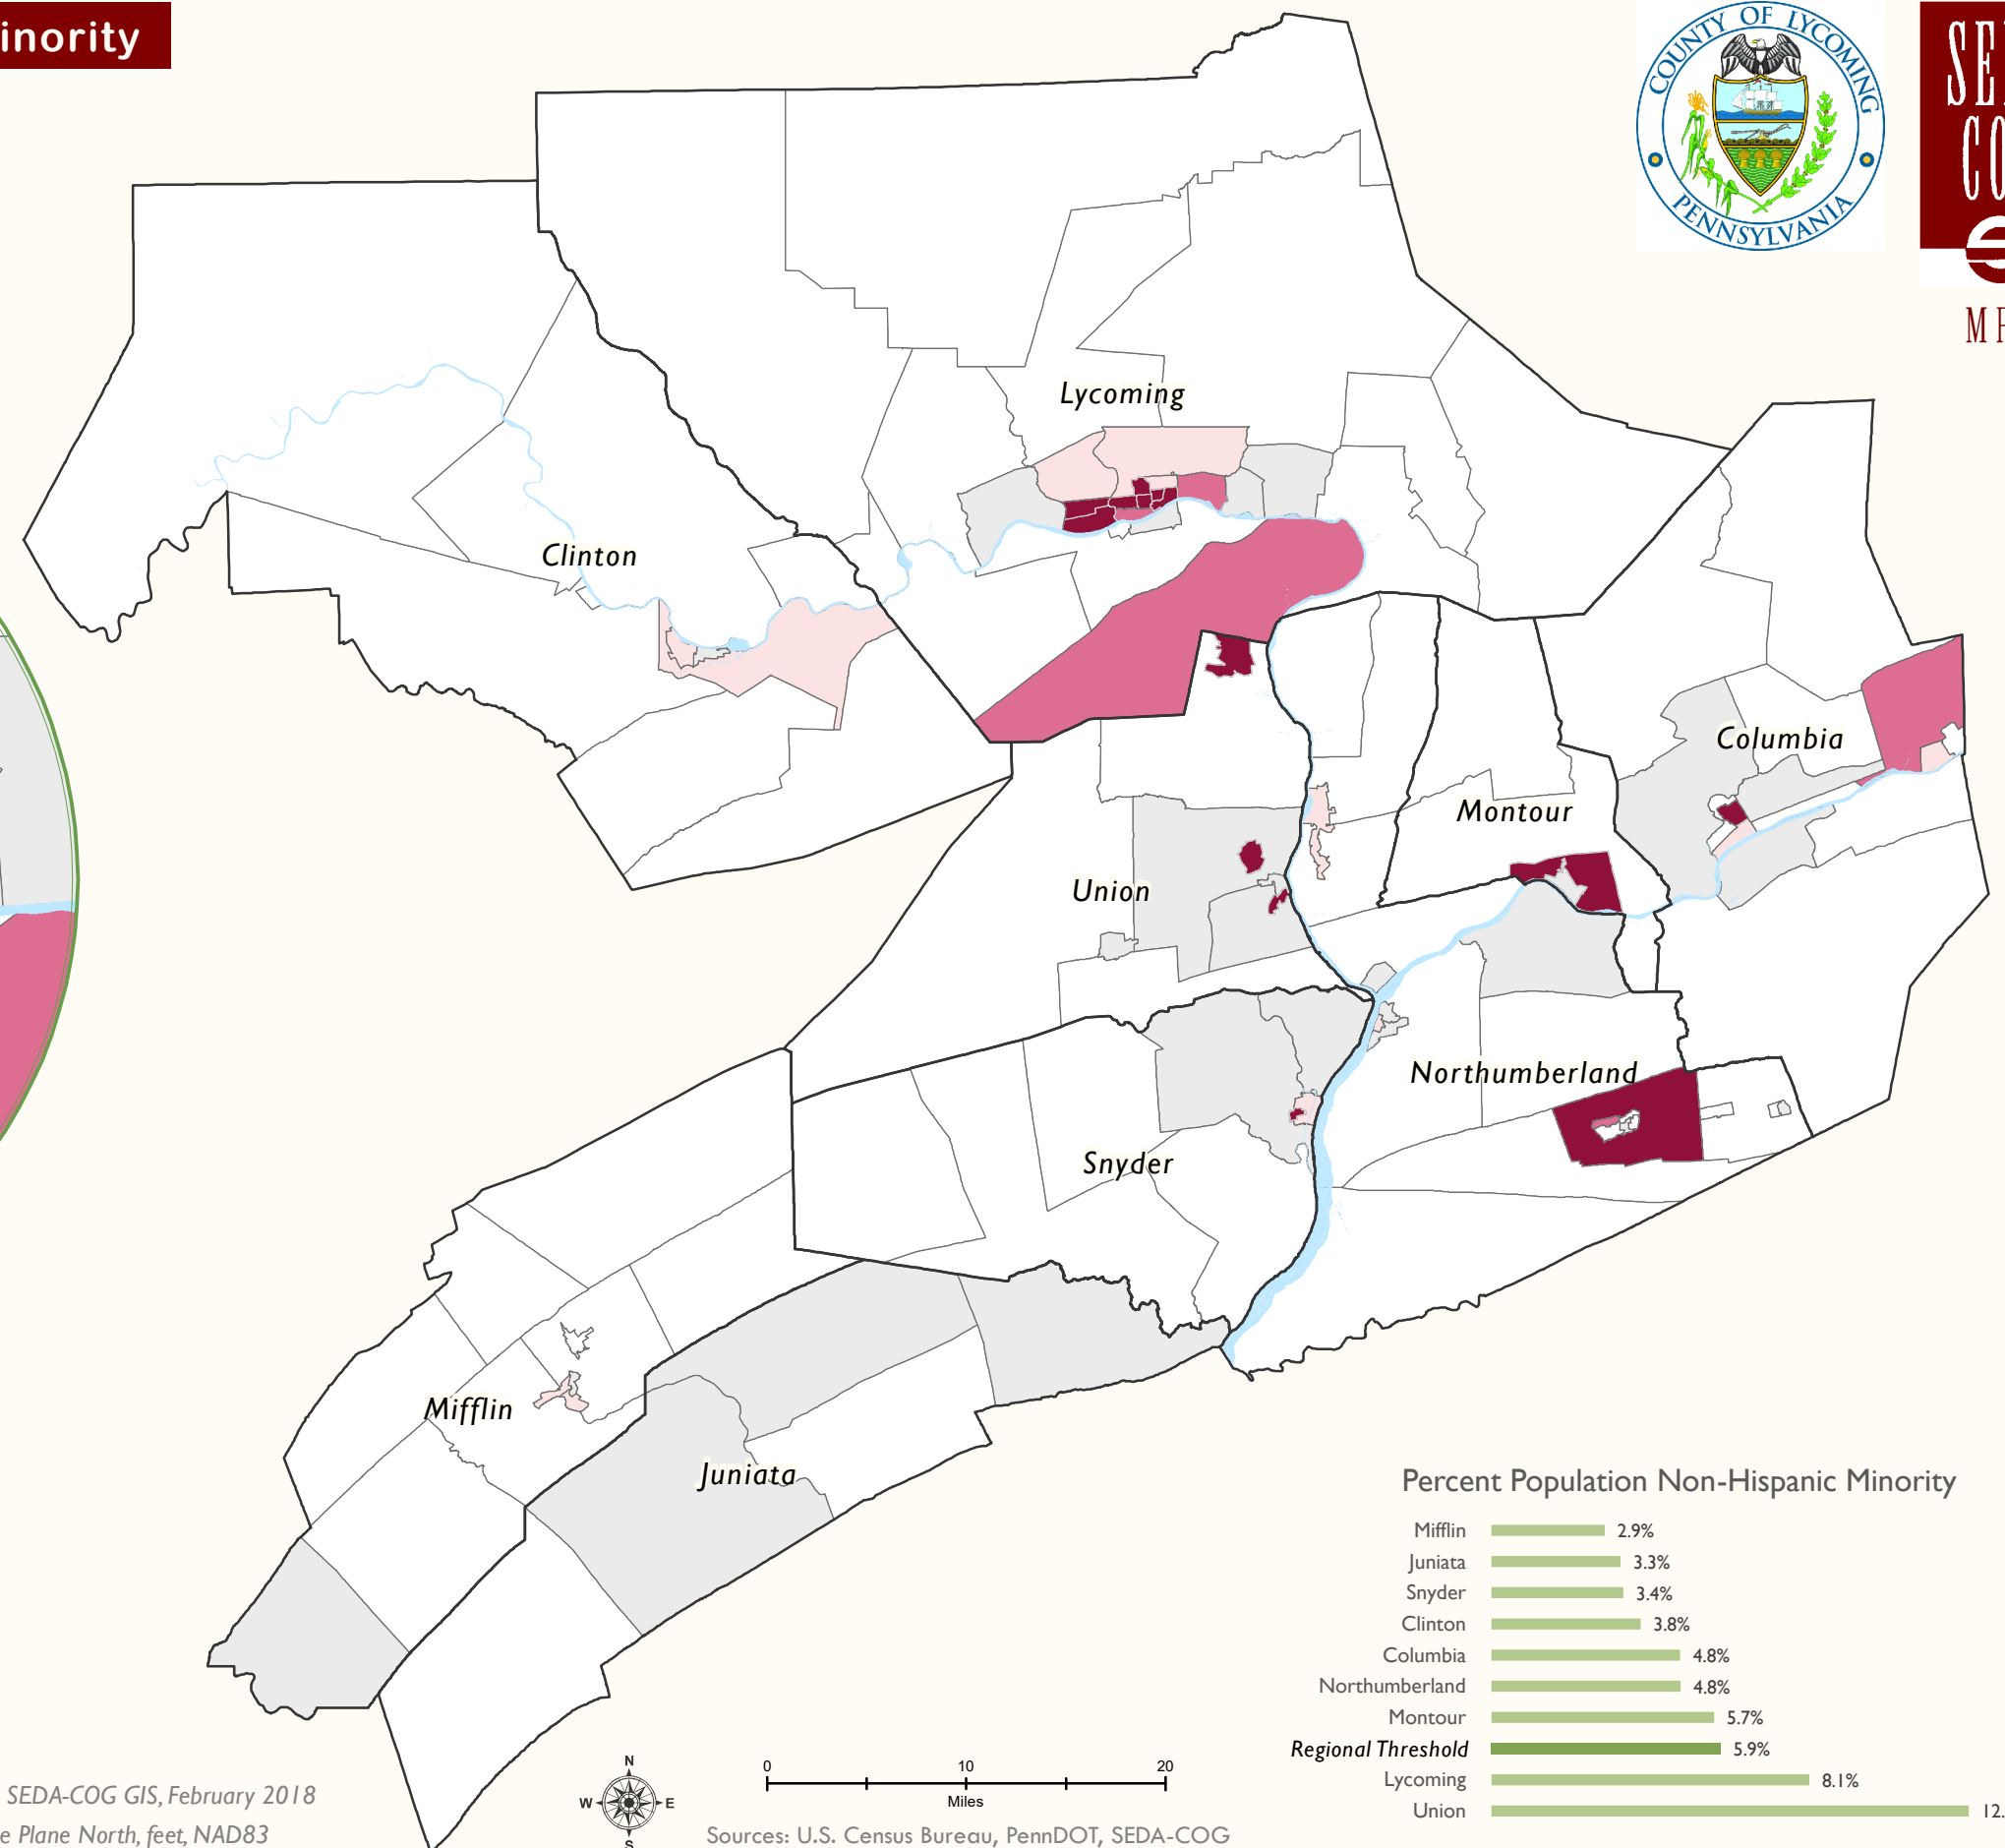 inority
COUNTY OF LYCOMING
PENNSYLVANIA
Lycoming
Clinton
Columbia
Montour
Union
Northumberland
Snyder
Mifflin
Juniata
Percent Population Non-Hispanic Minority
Mifflin 2.9%
Juniata 3.3%
Snyder 3.4%
Clinton 3.8%
Columbia 4.8%
Northumberland 4.8%
Montour 5.7%
Regional Threshold 5.9%
Lycoming 8.1%
Union 12.
N
W E
S
0 10 20
Miles
SEDA-COG GIS, February 2018
e Plane North, feet, NAD83
Sources: U.S. Census Bureau, PennDOT, SEDA-COG